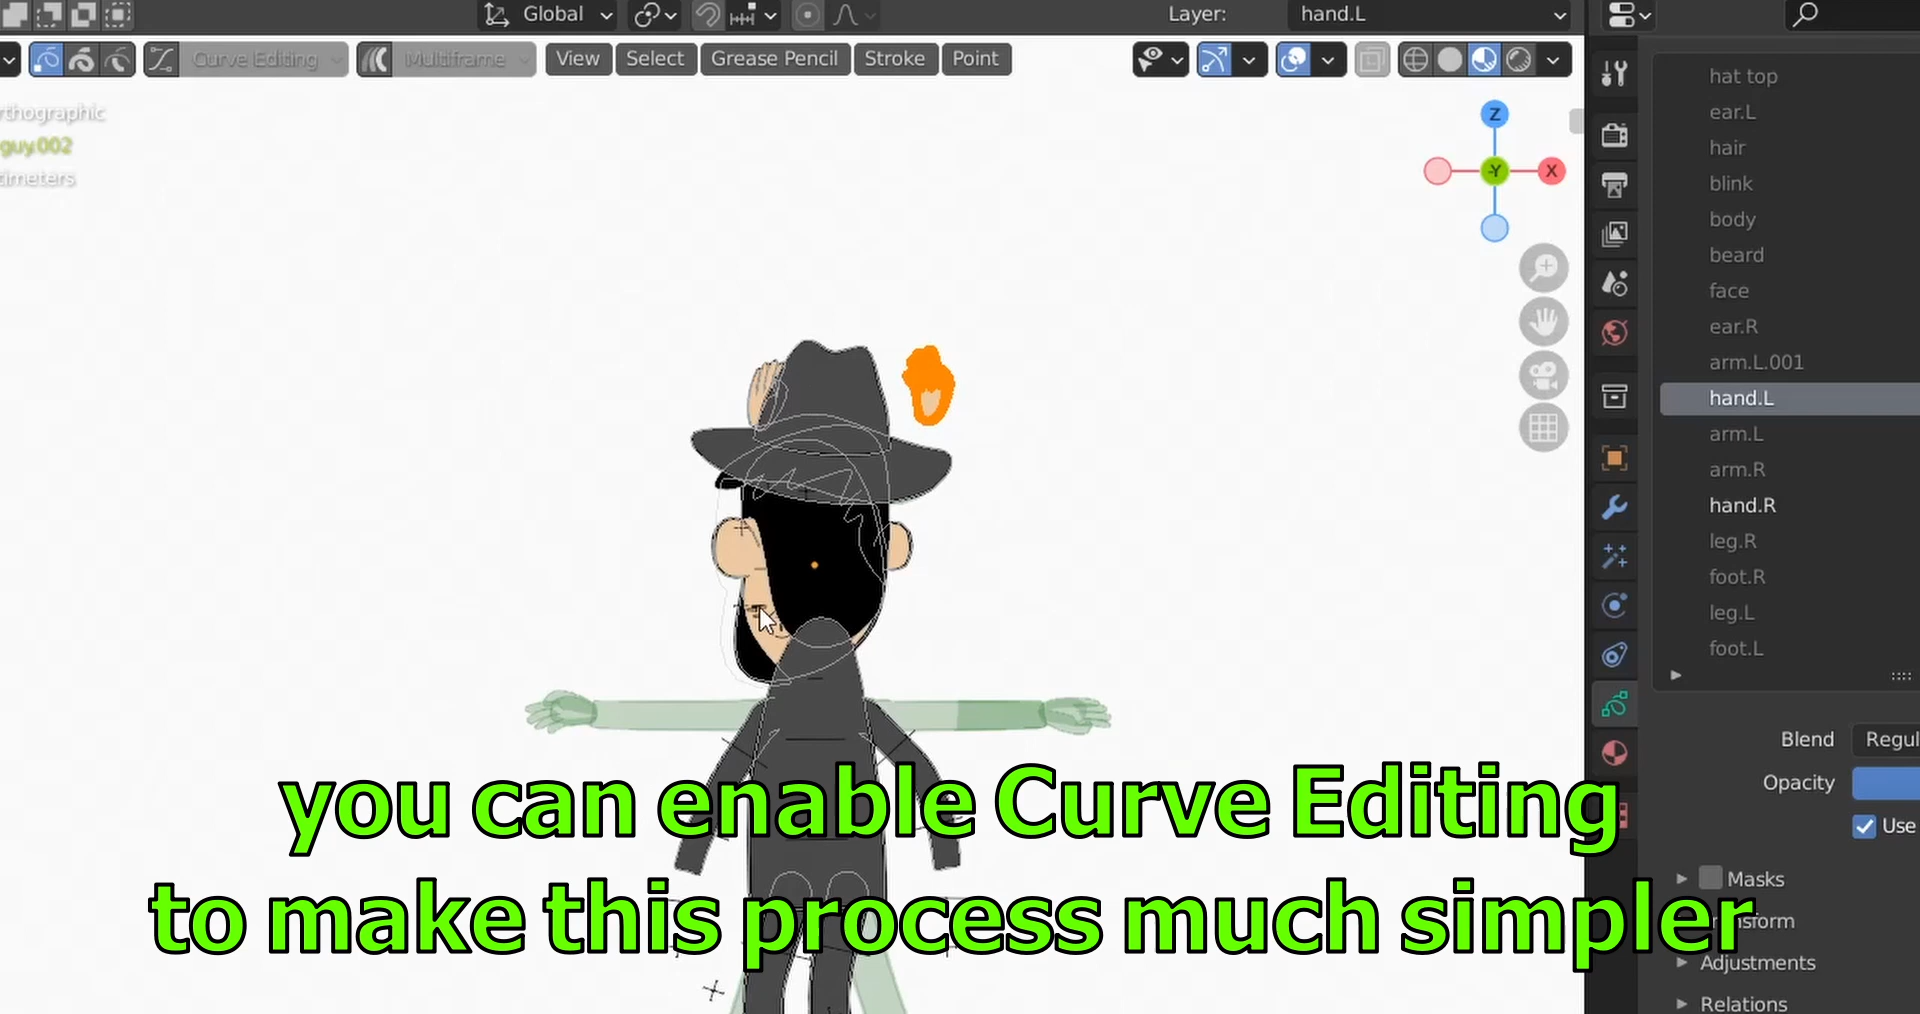 Global
Layer:
hand.L
Curve Editing
Multiframe
View
Select
Grease Pencil
Stroke
Point
rthographic
guy.002
timeters
Z
-Y
X
hat top
ear.L
hair
blink
body
beard
face
ear.R
arm.L.001
hand.L
arm.L
arm.R
hand.R
leg.R
foot.R
leg.L
foot.L
Blend
Regul
Opacity
Use
Masks
ransform
Adjustments
Relations
you can enable Curve Editing
to make this process much simpler